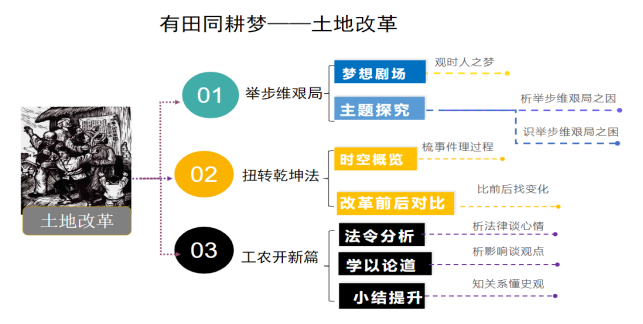 有田同耕梦——土地改革
土地改革
01
举步维艰局
梦想剧场
观时人之梦
主题探究
析举步维艰局之因
识举步维艰局之困
02
扭转乾坤法
时空概览
梳事件理过程
改革前后对比
比前后找变化
03
工农开新篇
法令分析
析法律谈心情
学以论道
析影响谈观点
小结提升
知关系懂史观